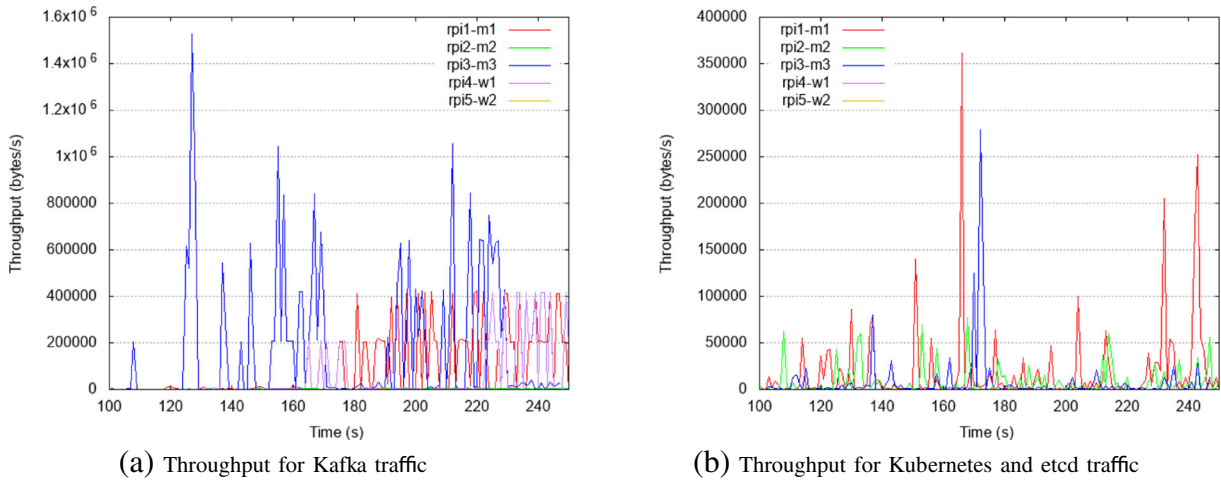 1.6x10 6
1.4x10 6
1.2x10 6
1x10 6
800000
600000
400000
200000
0
Throughput (bytes/s)
rpi1-m1
rpi2-m2
rpi3-m3
rpi4-w1
rpi5-w2
100 120 140 160 180 200 220 240
Time (s)
(a) Throughput for Kafka traffic
400000
350000
300000
250000
200000
150000
100000
50000
0
Throughput (bytes/s)
rpi1-m1
rpi2-m2
rpi3-m3
rpi4-w1
rpi5-w2
100 120 140 160 180 200 220 240
Time (s)
(b) Throughput for Kubernetes and etcd traffic